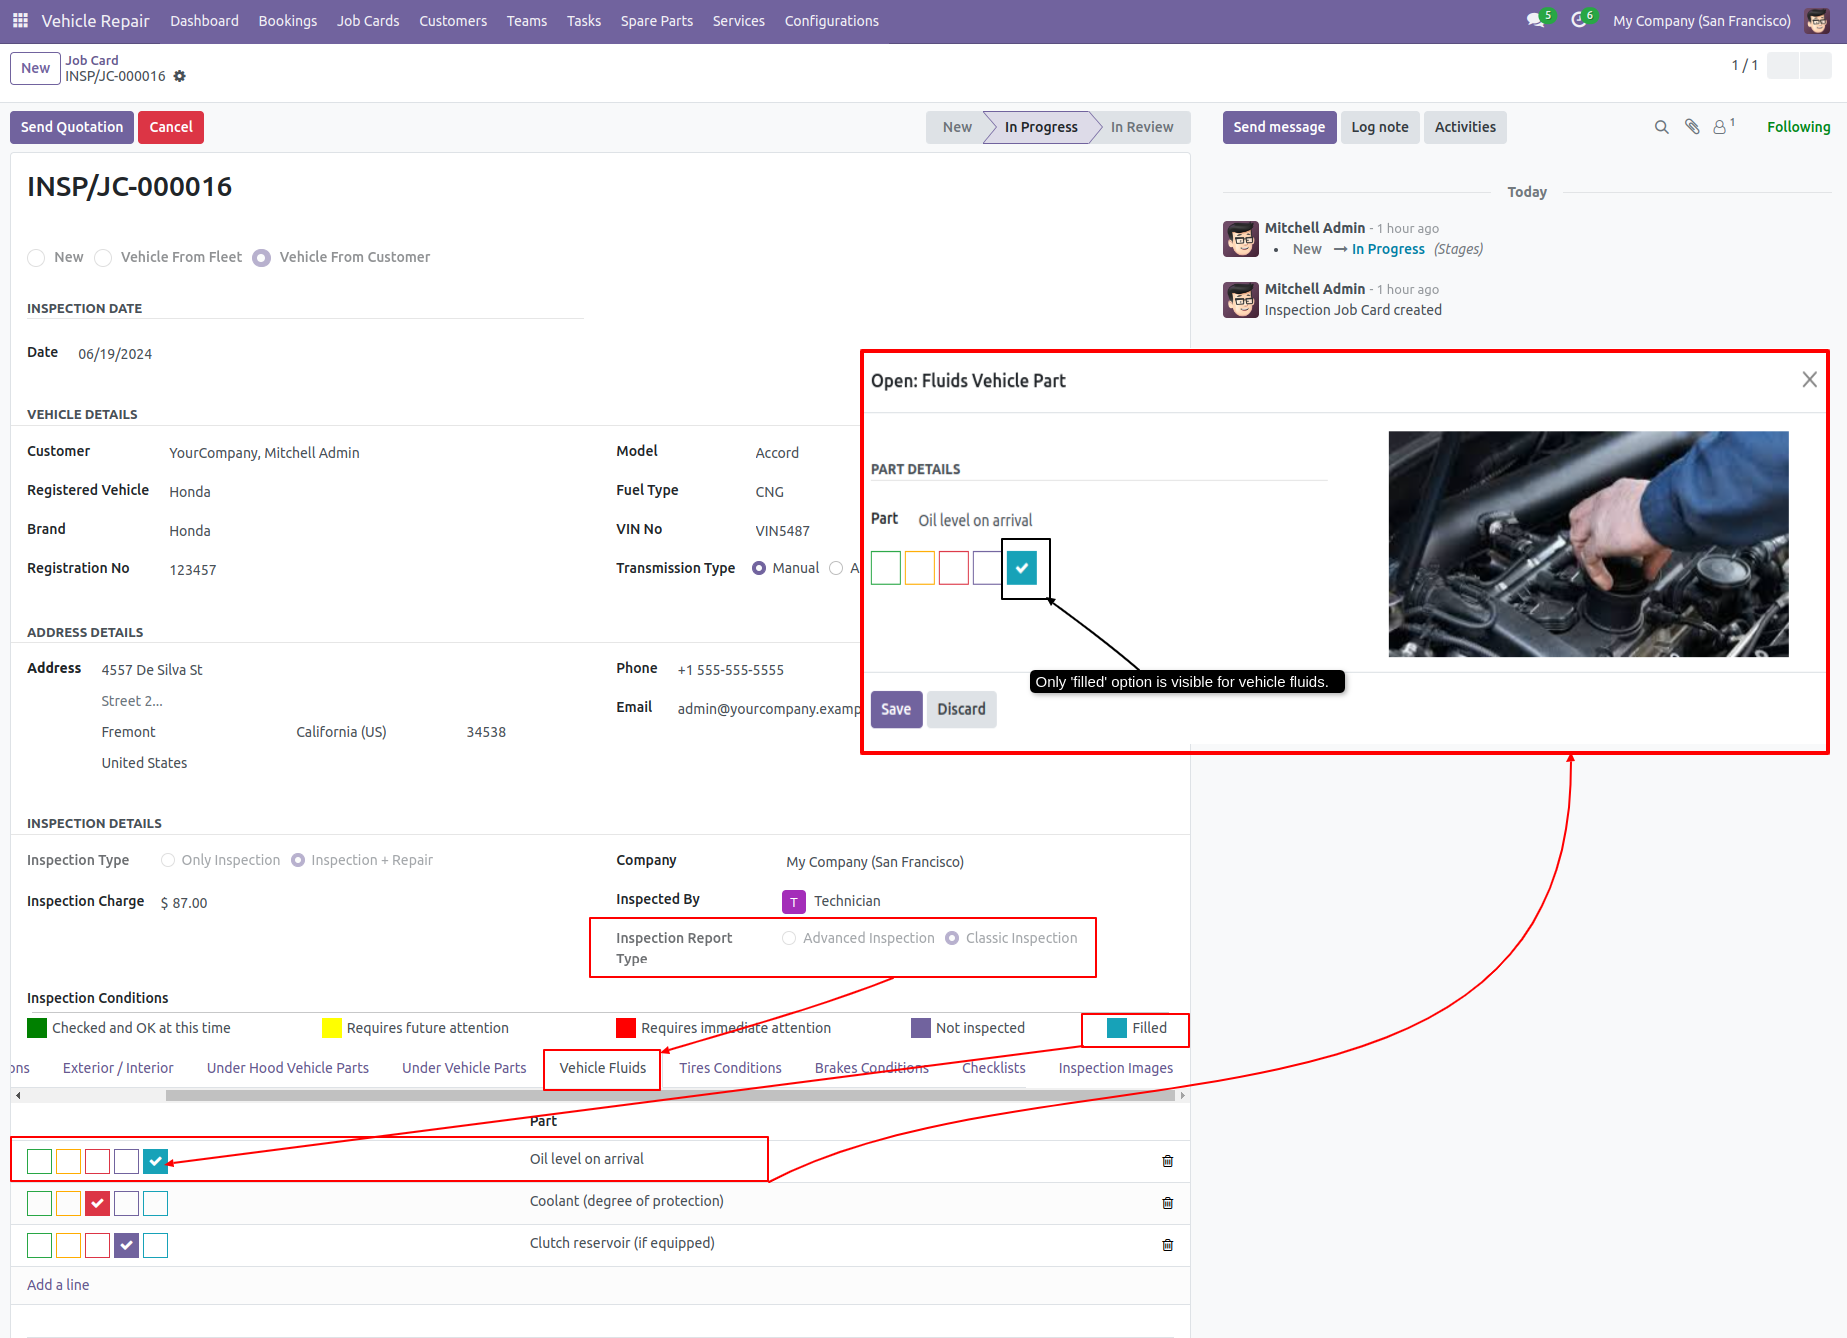 Vehicle Repair Dashboard Bookings Job Cards Customers Teams Tasks Spare Parts Services Configurations 5 6 My Company (San Francisco)
New Job Card
INSP/JC-000016
1 / 1
Send Quotation Cancel New In Progress In Review Send message Log note Activities 1 Following
INSP/JC-000016
Today
Mitchell Admin - 1 hour ago
• New → In Progress (Stages)
Mitchell Admin - 1 hour ago
Inspection Job Card created
New Vehicle From Fleet Vehicle From Customer
INSPECTION DATE
Date 06/19/2024
VEHICLE DETAILS
Customer YourCompany, Mitchell Admin Model Accord
Registered Vehicle Honda Fuel Type CNG
Brand Honda VIN No VIN5487
Registration No 123457 Transmission Type Manual A
Open: Fluids Vehicle Part
PART DETAILS
Part Oil level on arrival
Only 'filled' option is visible for vehicle fluids.
Save Discard
ADDRESS DETAILS
Address 4557 De Silva St Phone +1 555-555-5555
Street 2...
Email admin@yourcompany.examp
Fremont California (US) 34538
United States
INSPECTION DETAILS
Inspection Type Only Inspection Inspection + Repair Company My Company (San Francisco)
Inspection Charge $ 87.00 Inspected By T Technician
Inspection Report Advanced Inspection Classic Inspection
Type
Inspection Conditions
Checked and OK at this time Requires future attention Requires immediate attention Not inspected Filled
ons Exterior / Interior Under Hood Vehicle Parts Under Vehicle Parts Vehicle Fluids Tires Conditions Brakes Conditions Checklists Inspection Images
Part
Oil level on arrival
Coolant (degree of protection)
Clutch reservoir (if equipped)
Add a line